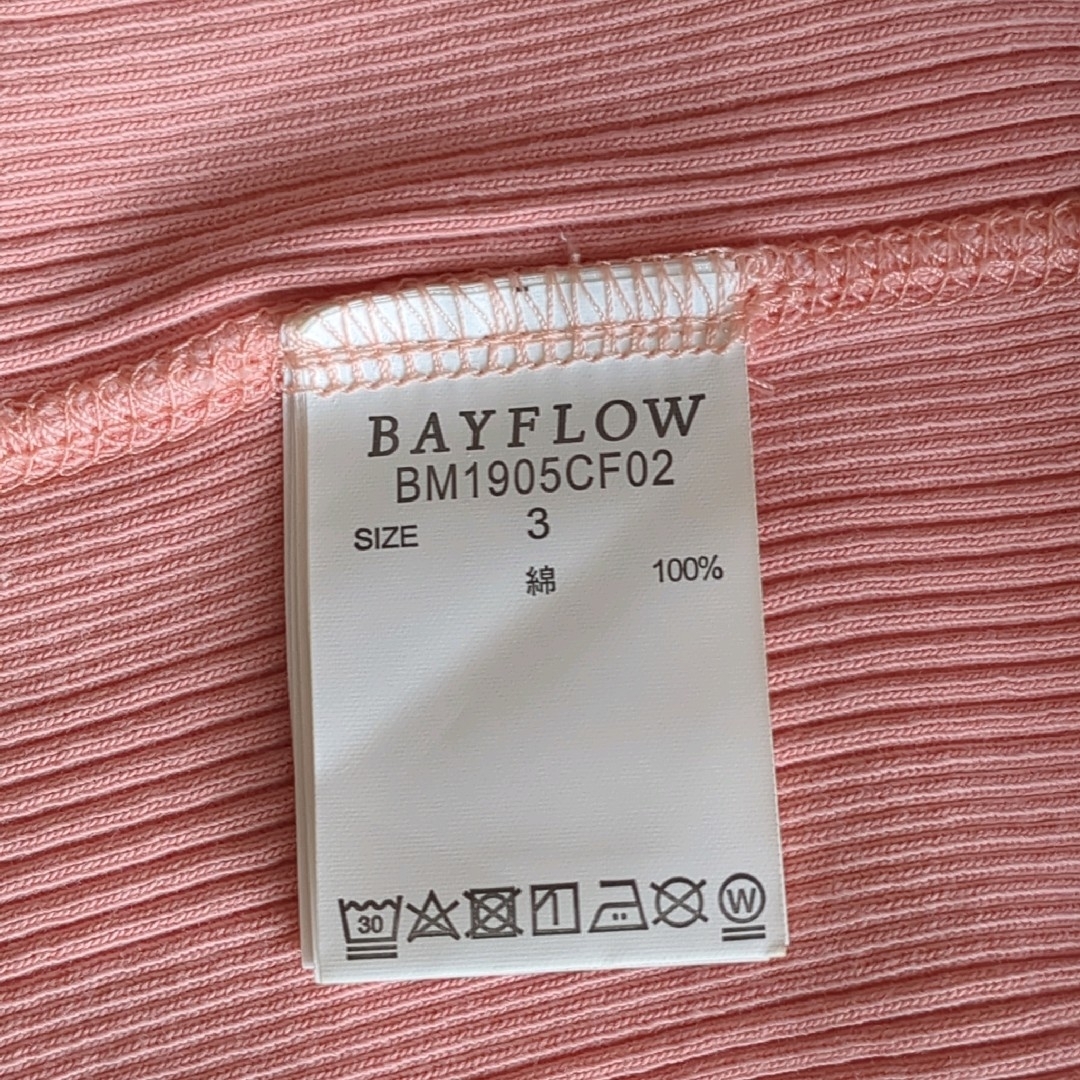 BAYFLOW
BM1905CF02
SIZE 3
綿 100%
30 W